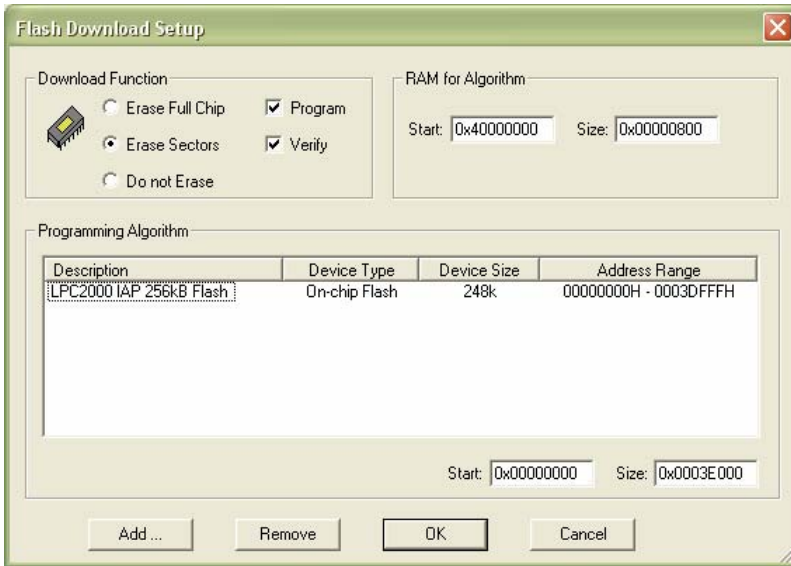 Flash Download Setup
Download Function
Erase Full Chip
Program
Erase Sectors
Verify
Do not Erase
RAM for Algorithm
Start: 0x40000000 Size: 0x00000800
Programming Algorithm
Description Device Type Device Size Address Range
LPC2000 IAP 256kB Flash On-chip Flash 248k 00000000H - 0003DFFFH
Start: 0x00000000 Size: 0x0003E000
Add ... Remove OK Cancel